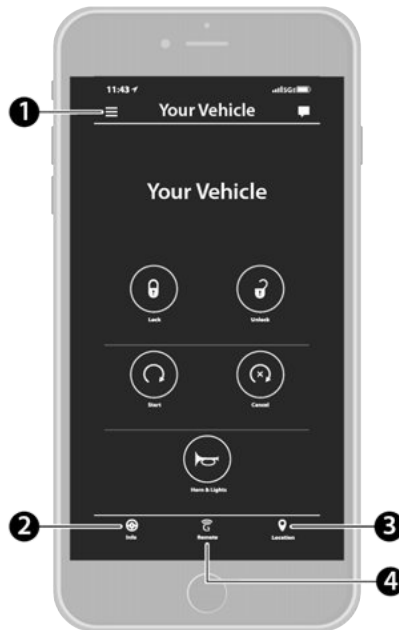 11:43
5G
1
Your Vehicle
Your Vehicle
Lock
Unlock
Start
Cancel
Horn & Lights
2
Info
Remote
Location
3
4